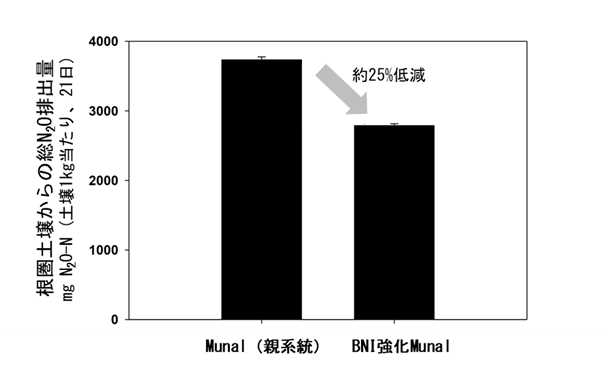 根圏土壌からの総N₂O排出量
mg N₂O-N（土壌1kg当たり、21日）
4000
3000
2000
1000
0
約25%低減
Munal（親系統）
BNI強化Munal